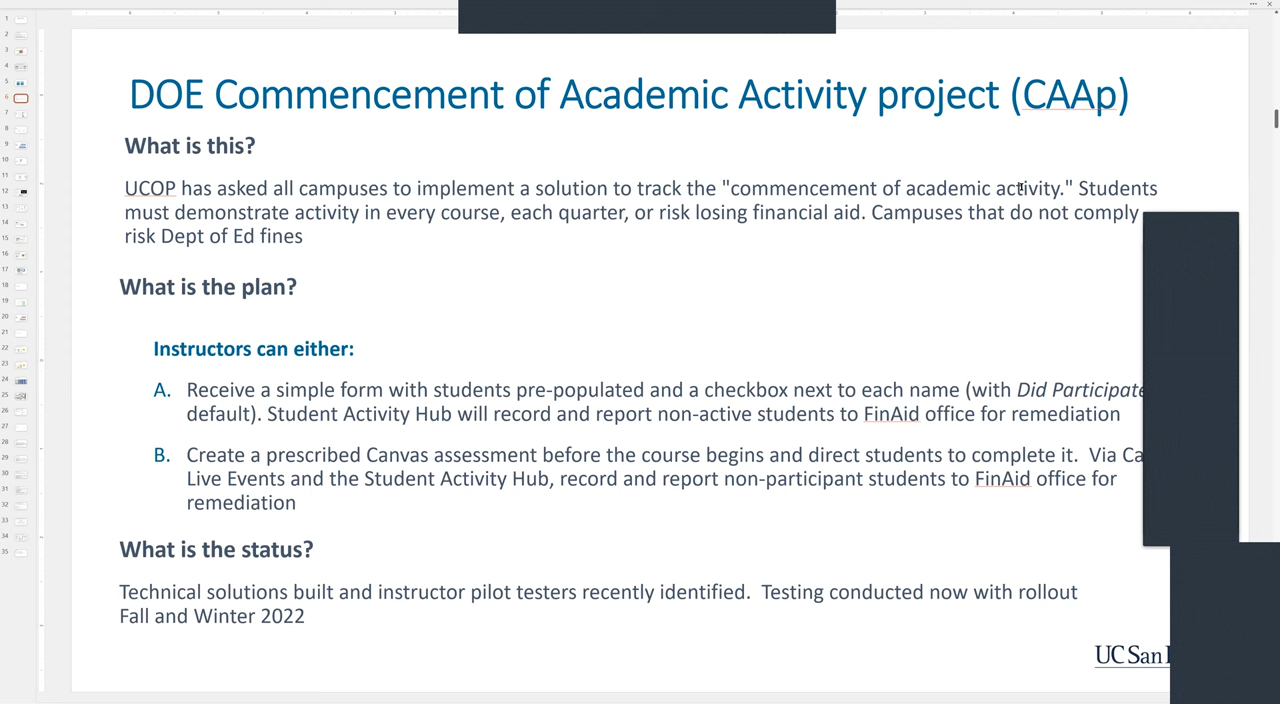 DOE Commencement of Academic Activity project (CAAp)
What is this?
UCOP has asked all campuses to implement a solution to track the "commencement of academic activity." Students
must demonstrate activity in every course, each quarter, or risk losing financial aid. Campuses that do not comply
risk Dept of Ed fines
What is the plan?
Instructors can either:
A. Receive a simple form with students pre-populated and a checkbox next to each name (with Did Participate
default). Student Activity Hub will record and report non-active students to FinAid office for remediation
B. Create a prescribed Canvas assessment before the course begins and direct students to complete it.  Via
Live Events and the Student Activity Hub, record and report non-participant students to FinAid office for
remediation
What is the status?
Technical solutions built and instructor pilot testers recently identified.  Testing conducted now with rollout
Fall and Winter 2022
UC San